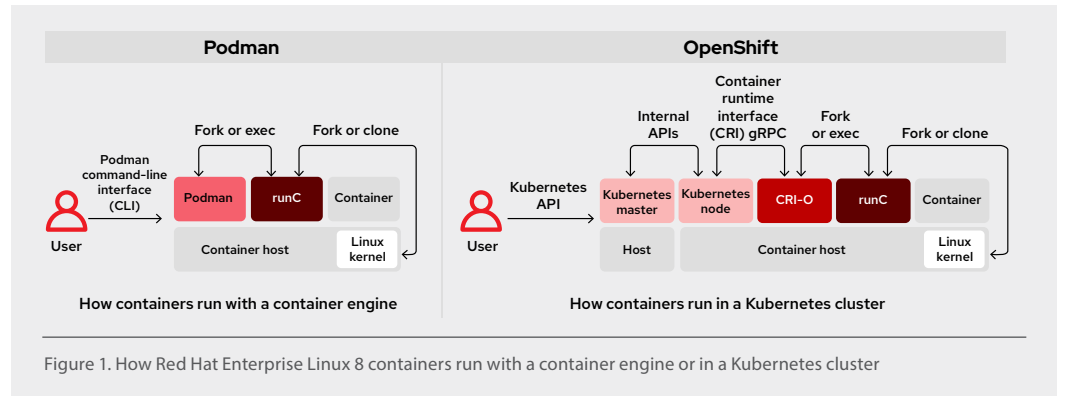 Podman
OpenShift
Fork or exec
Fork or clone
Podman
command-line
interface
(CLI)
User
Podman
runC
Container
Container host
Linux
kernel
How containers run with a container engine
Container
runtime
interface
(CRI) gRPC
Internal
APIs
Fork
or exec
Fork or clone
Kubernetes
API
User
Kubernetes
master
Kubernetes
node
CRI-O
runC
Container
Host
Container host
Linux
kernel
How containers run in a Kubernetes cluster
Figure 1. How Red Hat Enterprise Linux 8 containers run with a container engine or in a Kubernetes cluster